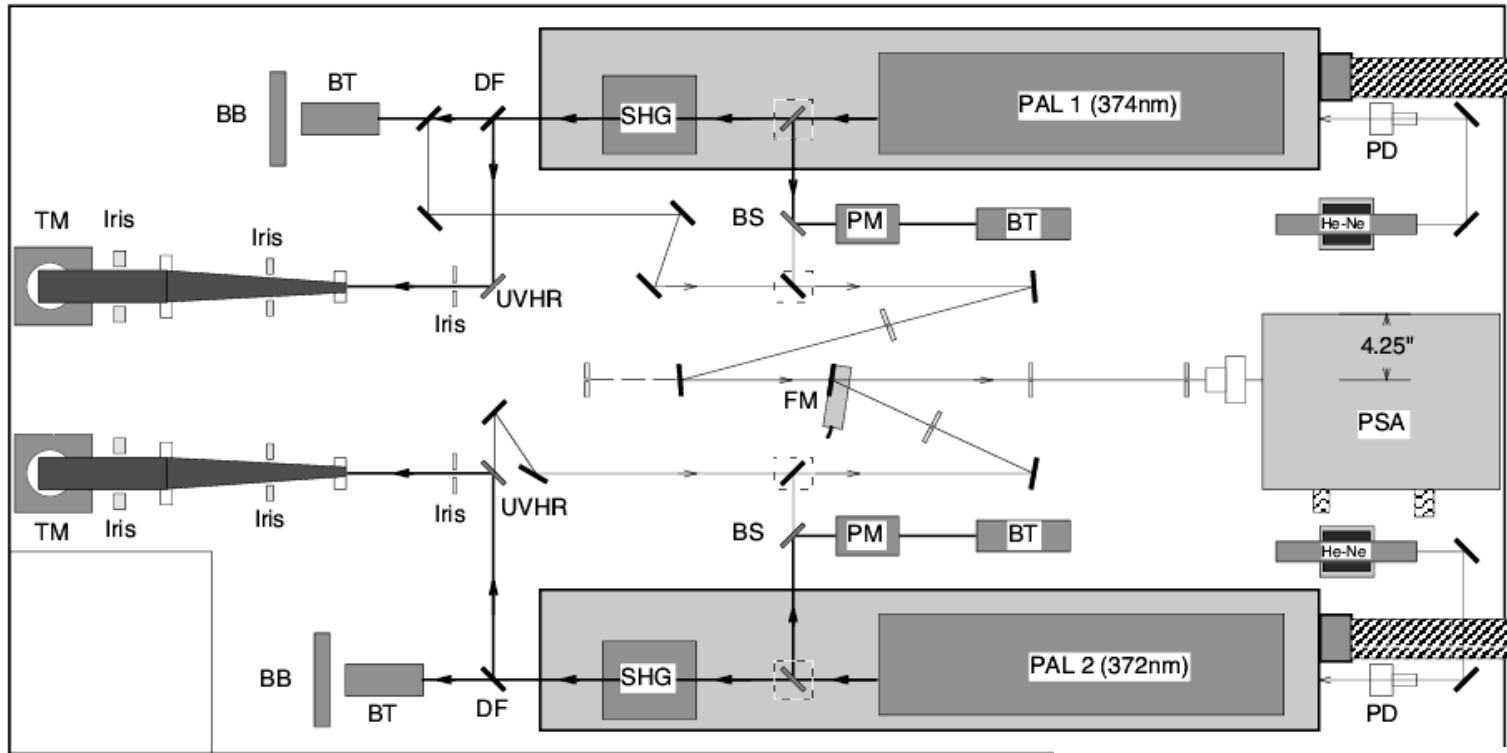 BT
DF
BB
SHG
PAL 1 (374nm)
PD
TM
Iris
Iris
BS
PM
BT
He-Ne
UVHR
Iris
4.25"
FM
PSA
TM
Iris
Iris
Iris
UVHR
BS
PM
BT
He-Ne
BB
BT
DF
SHG
PAL 2 (372nm)
PD